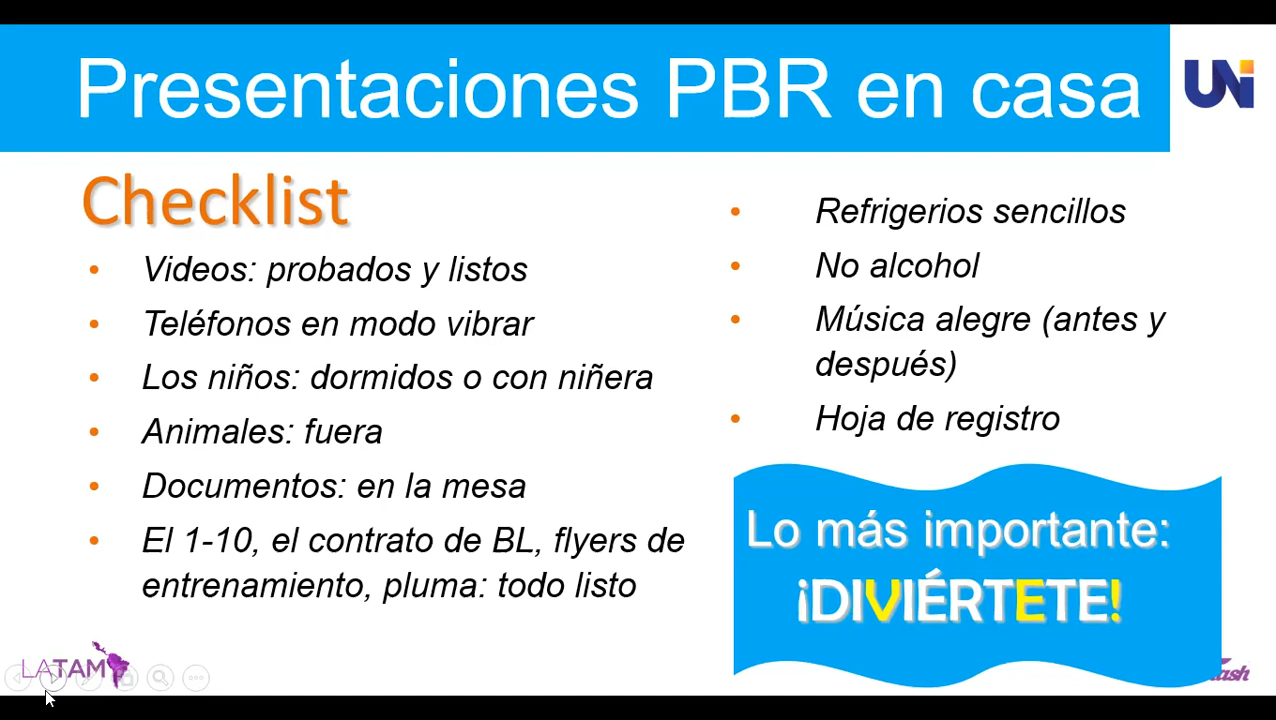 Presentaciones PBR en casa
UNi
Checklist
• Videos: probados y listos
• Teléfonos en modo vibrar
• Los niños: dormidos o con niñera
• Animales: fuera
• Documentos: en la mesa
• El 1-10, el contrato de BL, flyers de
entrenamiento, pluma: todo listo
• Refrigerios sencillos
• No alcohol
• Música alegre (antes y
después)
• Hoja de registro
Lo más importante:
¡DIVIÉRTETE!
LATAM